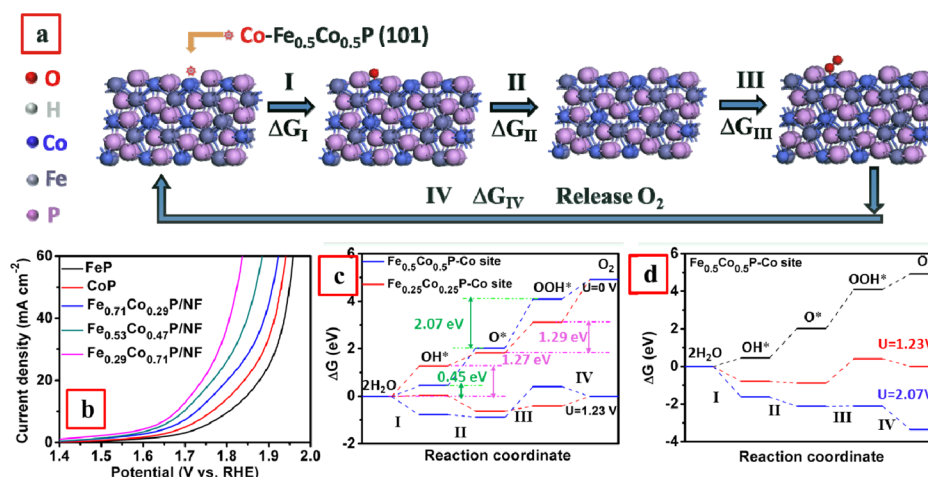 a
Co-Fe0.5Co0.5P (101)
O
H
Co
Fe
P
I
ΔGI
II
ΔGII
III
ΔGIII
IV ΔGIV Release O2
b
Current density (mA cm-2)
60
50
40
30
20
10
0
FeP
CoP
Fe0.71Co0.29P/NF
Fe0.53Co0.47P/NF
Fe0.29Co0.71P/NF
1.4 1.5 1.6 1.7 1.8 1.9 2.0
Potential (V vs. RHE)
c
ΔG (eV)
6
4
2
0
-2
Fe0.5Co0.5P-Co site
Fe0.25Co0.25P-Co site
O2
U=0 V
OOH*
2.07 eV
O*
1.29 eV
OH*
1.27 eV
0.45 eV
2H2O
I
II
III
IV
U=1.23 V
Reaction coordinate
d
ΔG (eV)
6
4
2
0
-2
-4
Fe0.5Co0.5P-Co site
O
OOH*
O*
OH*
2H2O
U=1.23V
U=2.07V
I
II
III
IV
Reaction coordinate